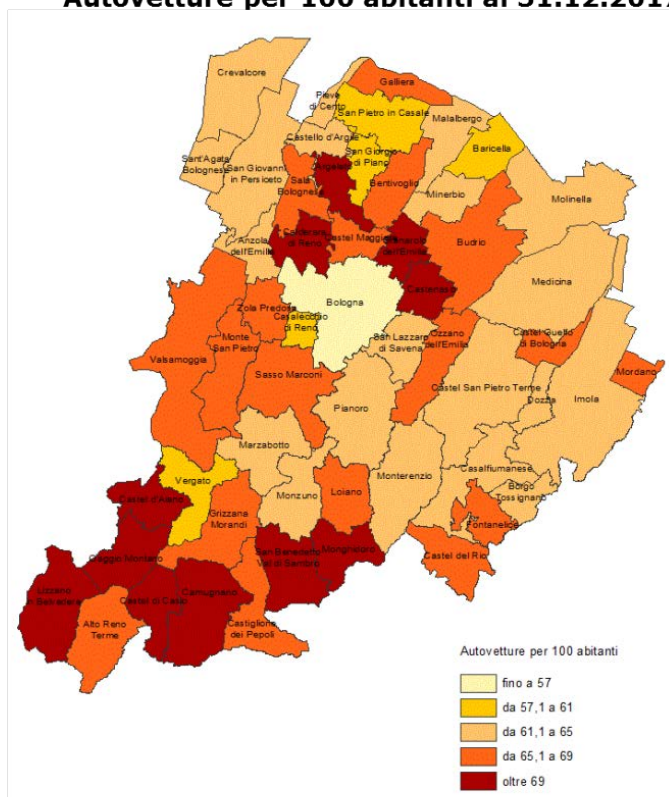 Autovetture per 100 abitanti al 31.12.2017
Crevalcore
Galliera
Pieve
di Cento
San Pietro in Casale
Malalbergo
Castello d'Argile
Baricella
Sant'Agata
Bolognese
San Giovanni
in Persiceto
San Giorgio
di Piano
Argelato
Sala
Bolognese
Bentivoglio
Minerbio
Molinella
Anzola
dell'Emilia
Calderara
di Reno
Castel Maggiore
Granarolo
dell'Emilia
Budrio
Castenaso
Medicina
Bologna
Zola Predosa
Casalecchio
di Reno
Monte
San Pietro
Valsamoggia
San Lazzaro
di Savena
Ozzano
dell'Emilia
Castel Guelfo
di Bologna
Mordano
Sasso Marconi
Castel San Pietro Terme
Dozza
Imola
Pianoro
Marzabotto
Monterenzio
Casalfiumanese
Borgo
Tossignano
Vergato
Monzuno
Loiano
Castel d'Aiano
Grizzana
Morandi
Fontanelice
Castel del Rio
San Benedetto
Val di Sambro
Monghidoro
Gaggio Montano
Lizzano
in Belvedere
Castel di Casio
Camugnano
Alto Reno
Terme
Castiglione
dei Pepoli
Autovetture per 100 abitanti
fino a 57
da 57,1 a 61
da 61,1 a 65
da 65,1 a 69
oltre 69